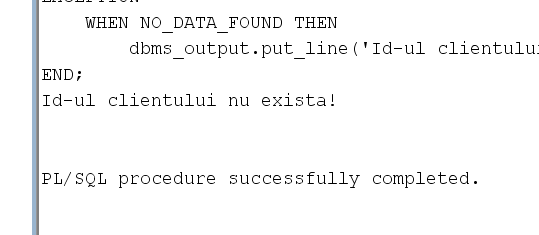 EXCEPTION
WHEN NO_DATA_FOUND THEN
dbms_output.put_line('Id-ul clientului
END;
Id-ul clientului nu exista!
PL/SQL procedure successfully completed.